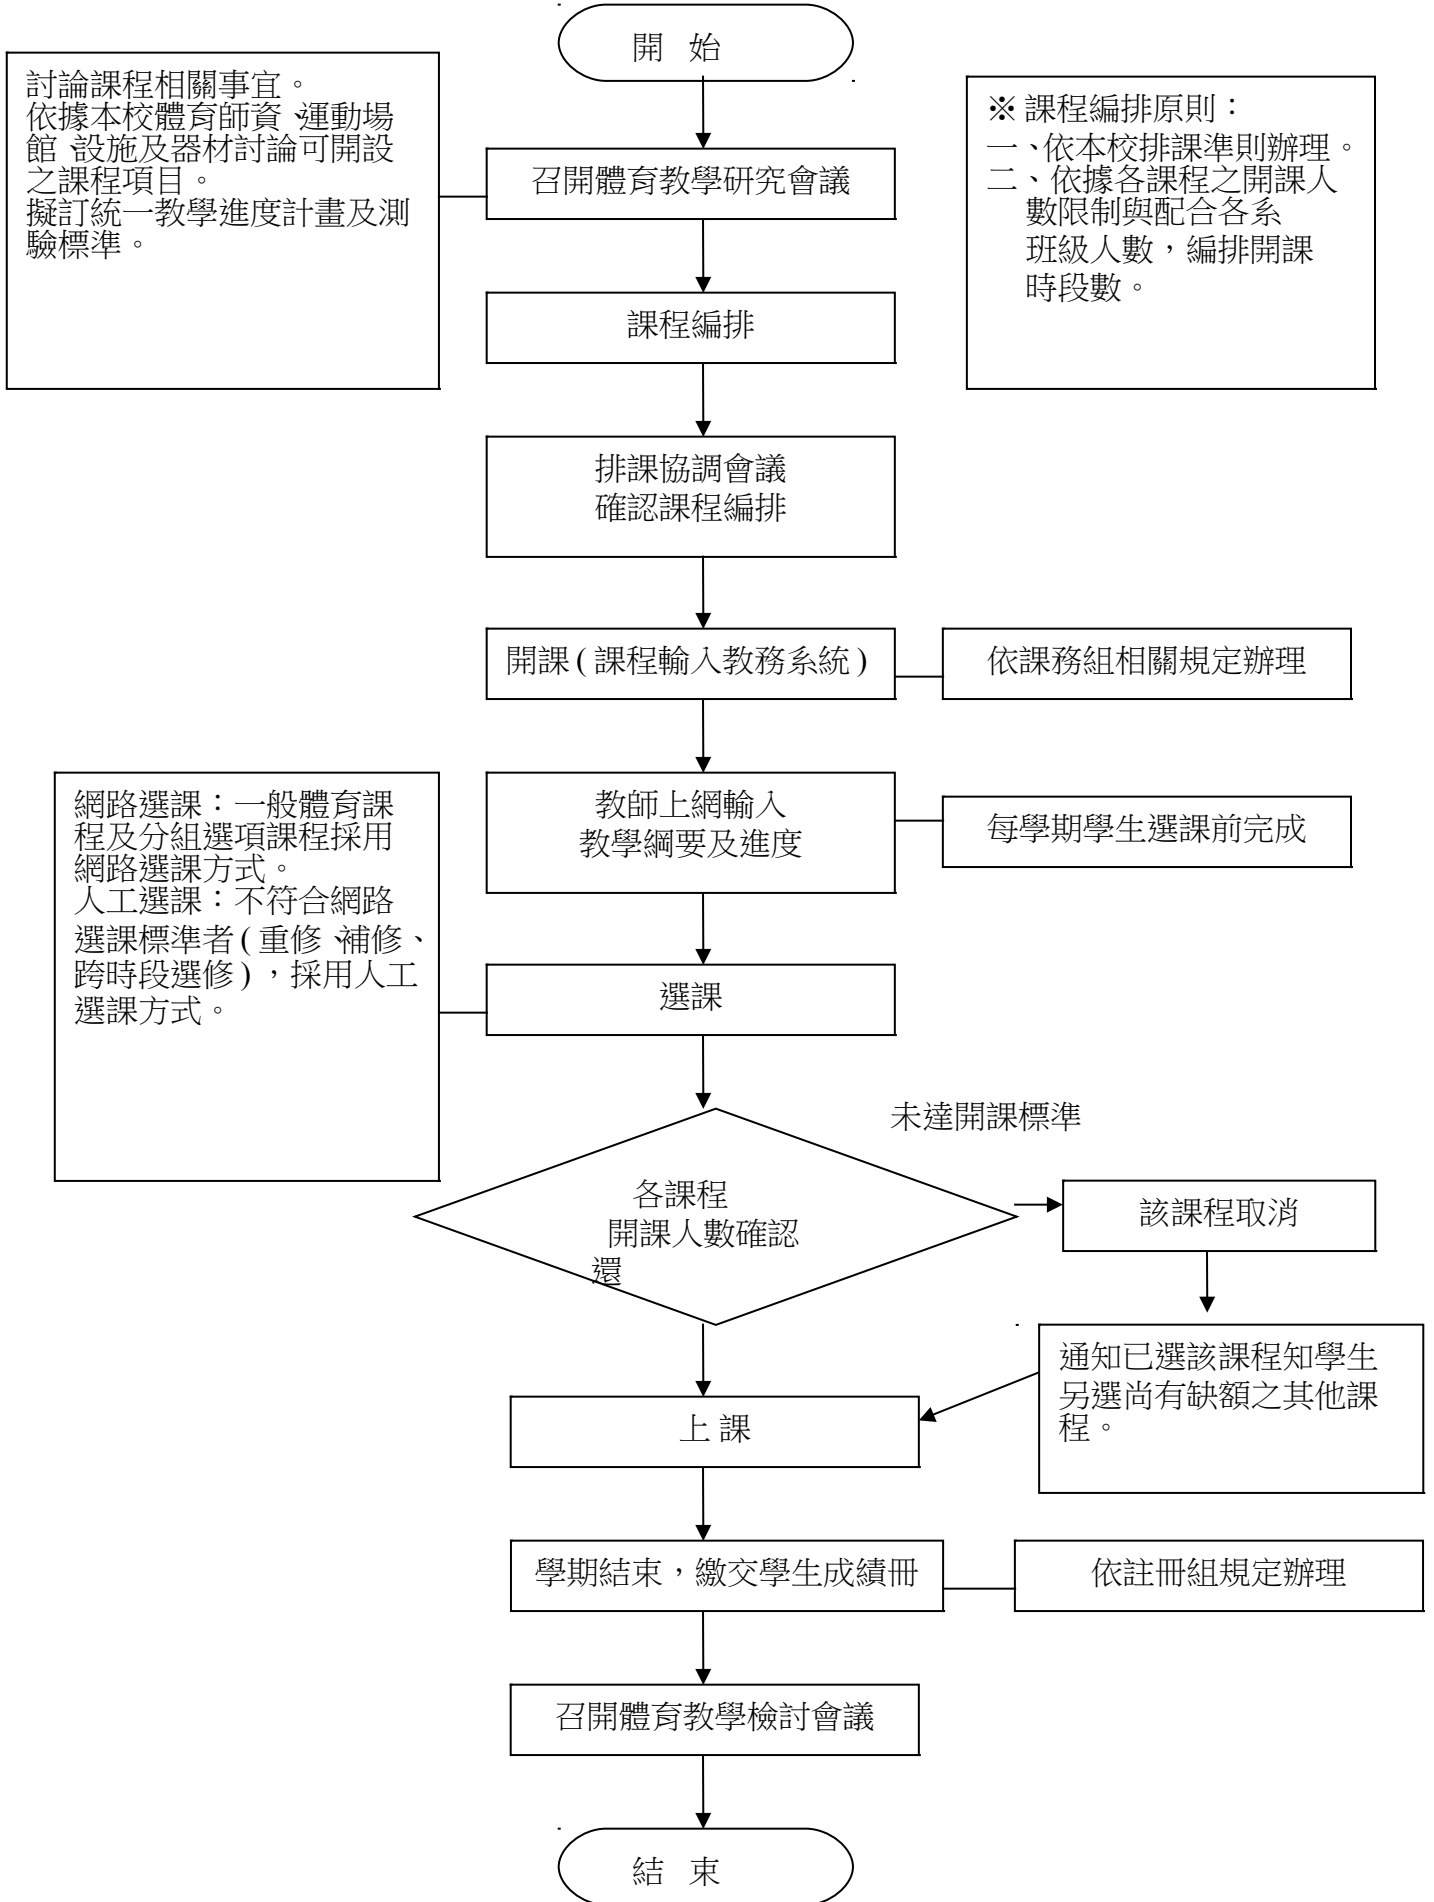 開 始
討論課程相關事宜。
依據本校體育師資、運動場
館、設施及器材討論可開設
之課程項目。
擬訂統一教學進度計畫及測
驗標準。
※課程編排原則：
一、依本校排課準則辦理。
二、依據各課程之開課人
數限制與配合各系
班級人數，編排開課
時段數。
召開體育教學研究會議
課程編排
排課協調會議
確認課程編排
開課(課程輸入教務系統)
依課務組相關規定辦理
教師上網輸入
教學綱要及進度
每學期學生選課前完成
網路選課：一般體育課
程及分組選項課程採用
網路選課方式。
人工選課：不符合網路
選課標準者(重修、補修、
跨時段選修)，採用人工
選課方式。
選課
未達開課標準
各課程
開課人數確認
還
該課程取消
通知已選該課程知學生
另選尚有缺額之其他課
程。
上課
學期結束，繳交學生成績冊
依註冊組規定辦理
召開體育教學檢討會議
結 束